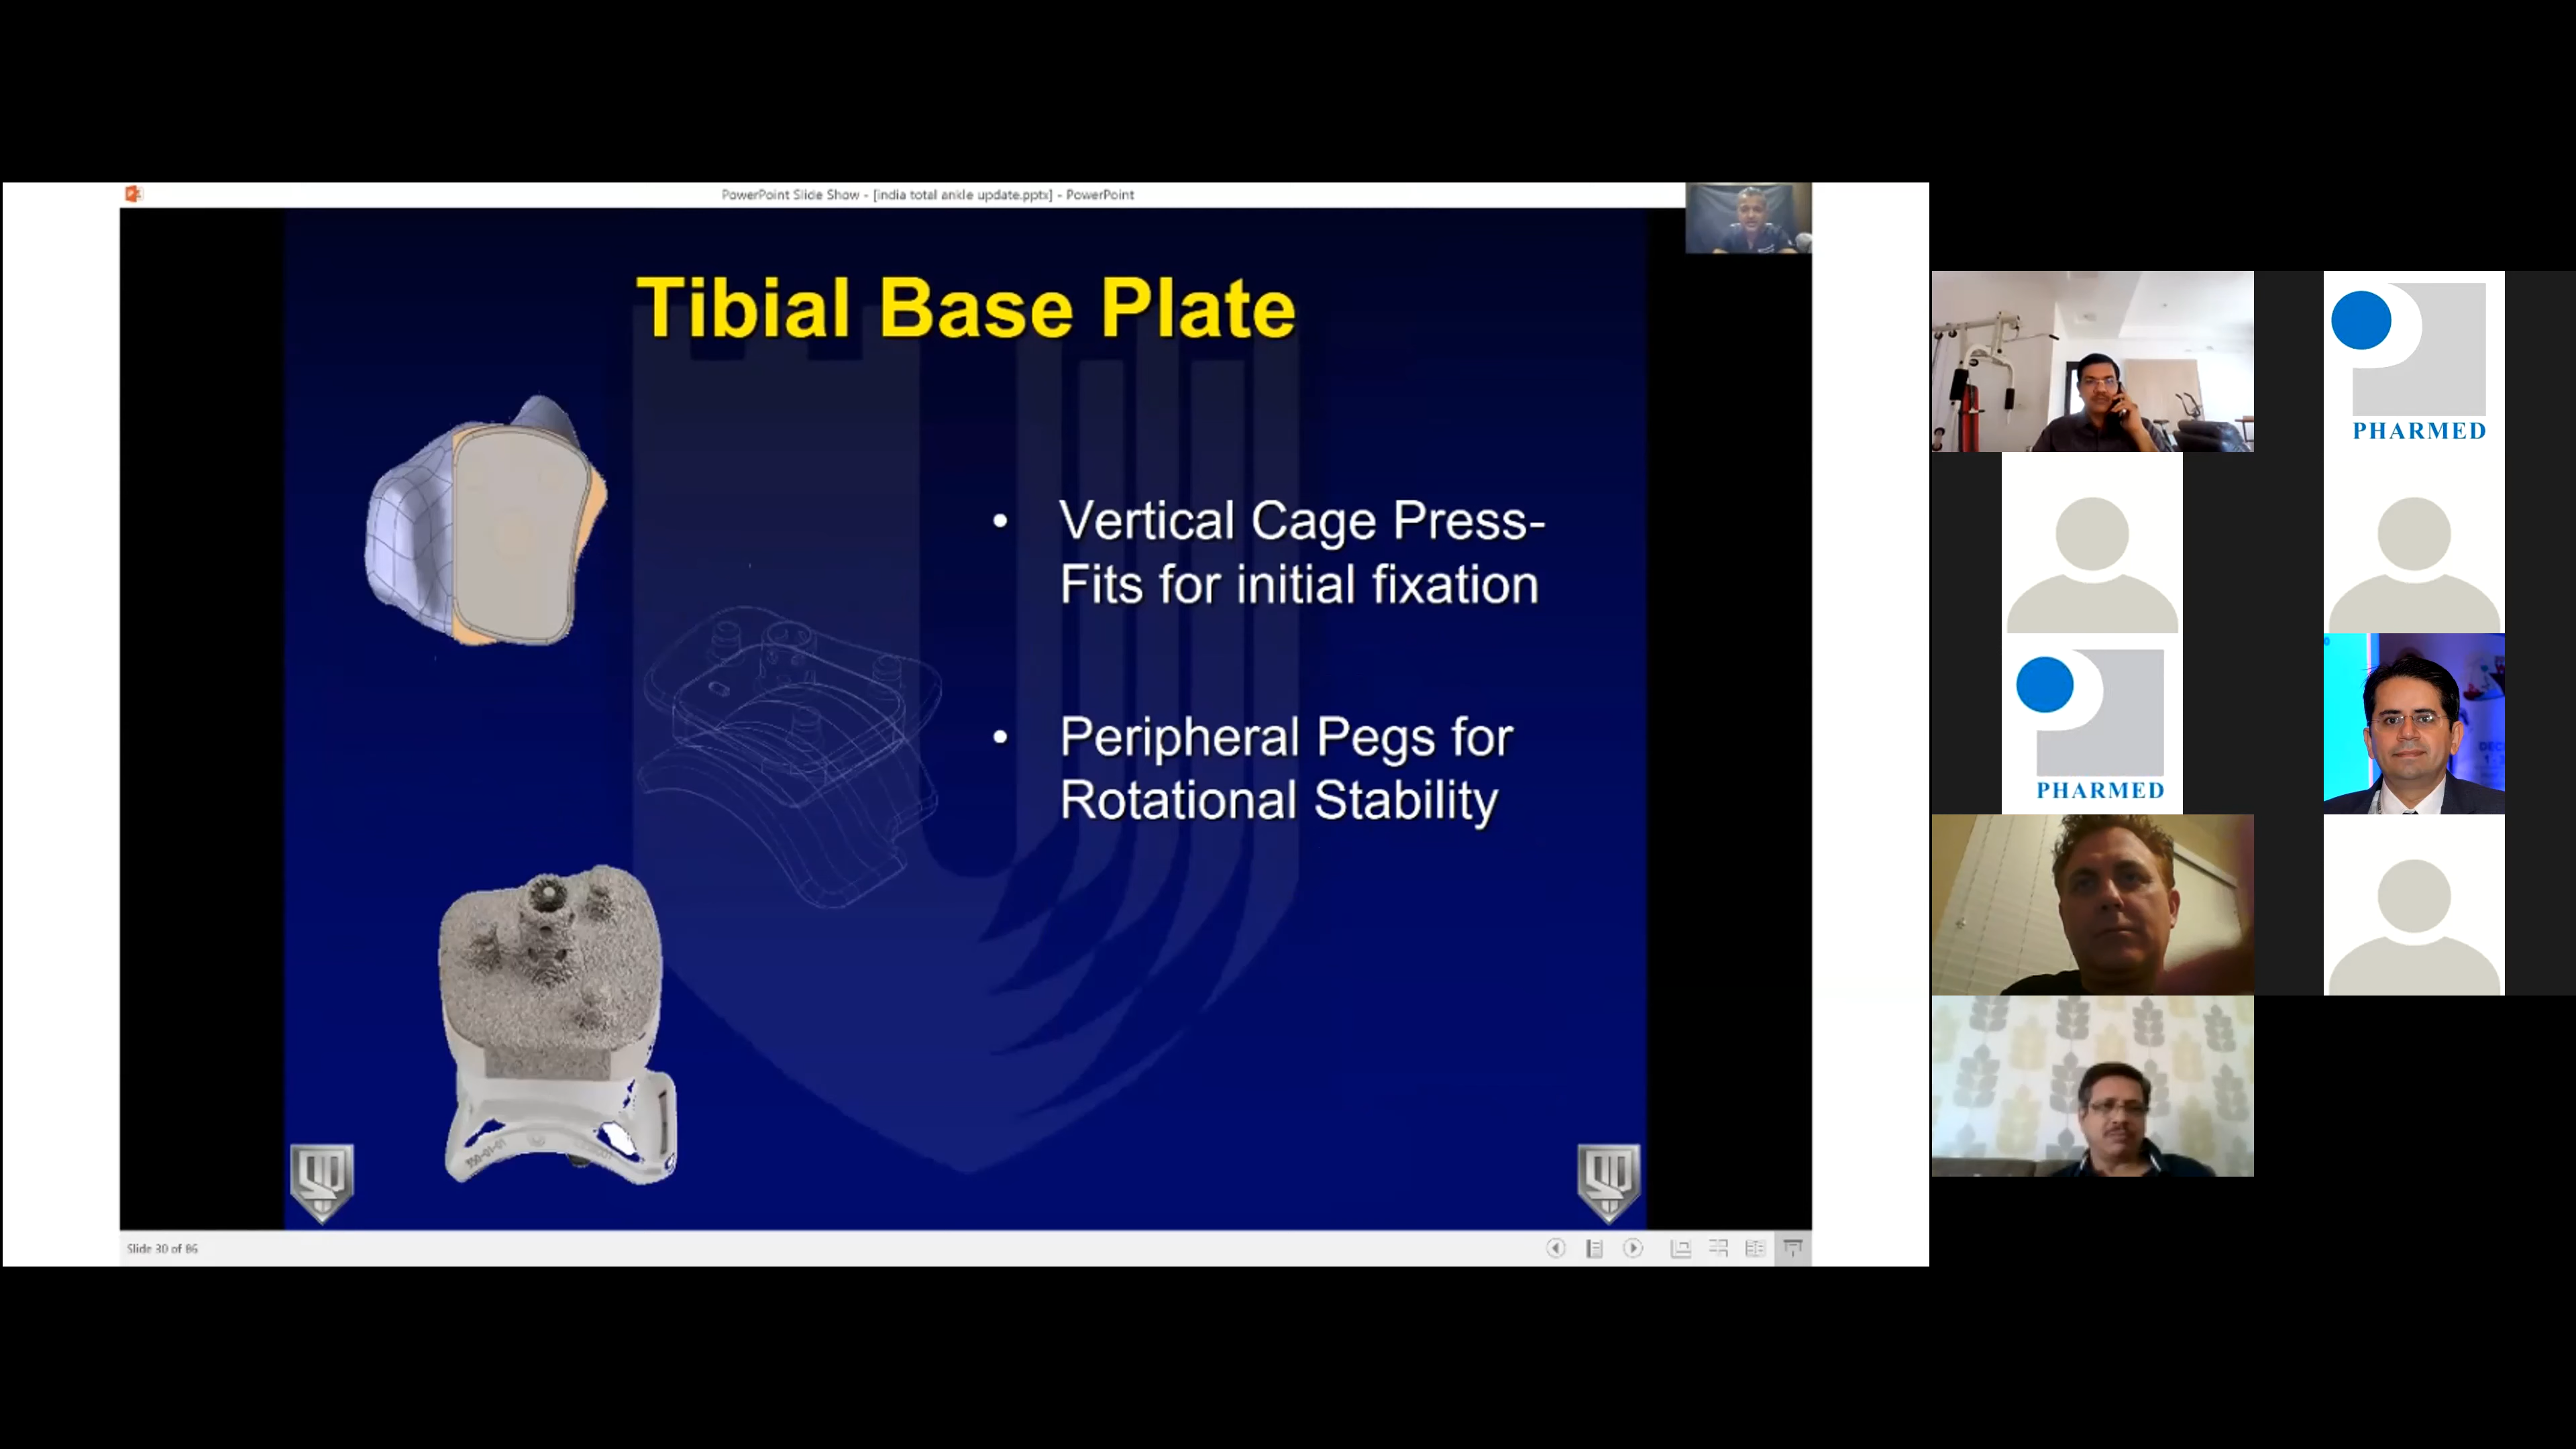 PowerPoint Slide Show - [india total ankle update.pptx] - PowerPoint
Tibial Base Plate
• Vertical Cage Press-
Fits for initial fixation
• Peripheral Pegs for
Rotational Stability
Slide 30 of 86
PHARMED
PHARMED